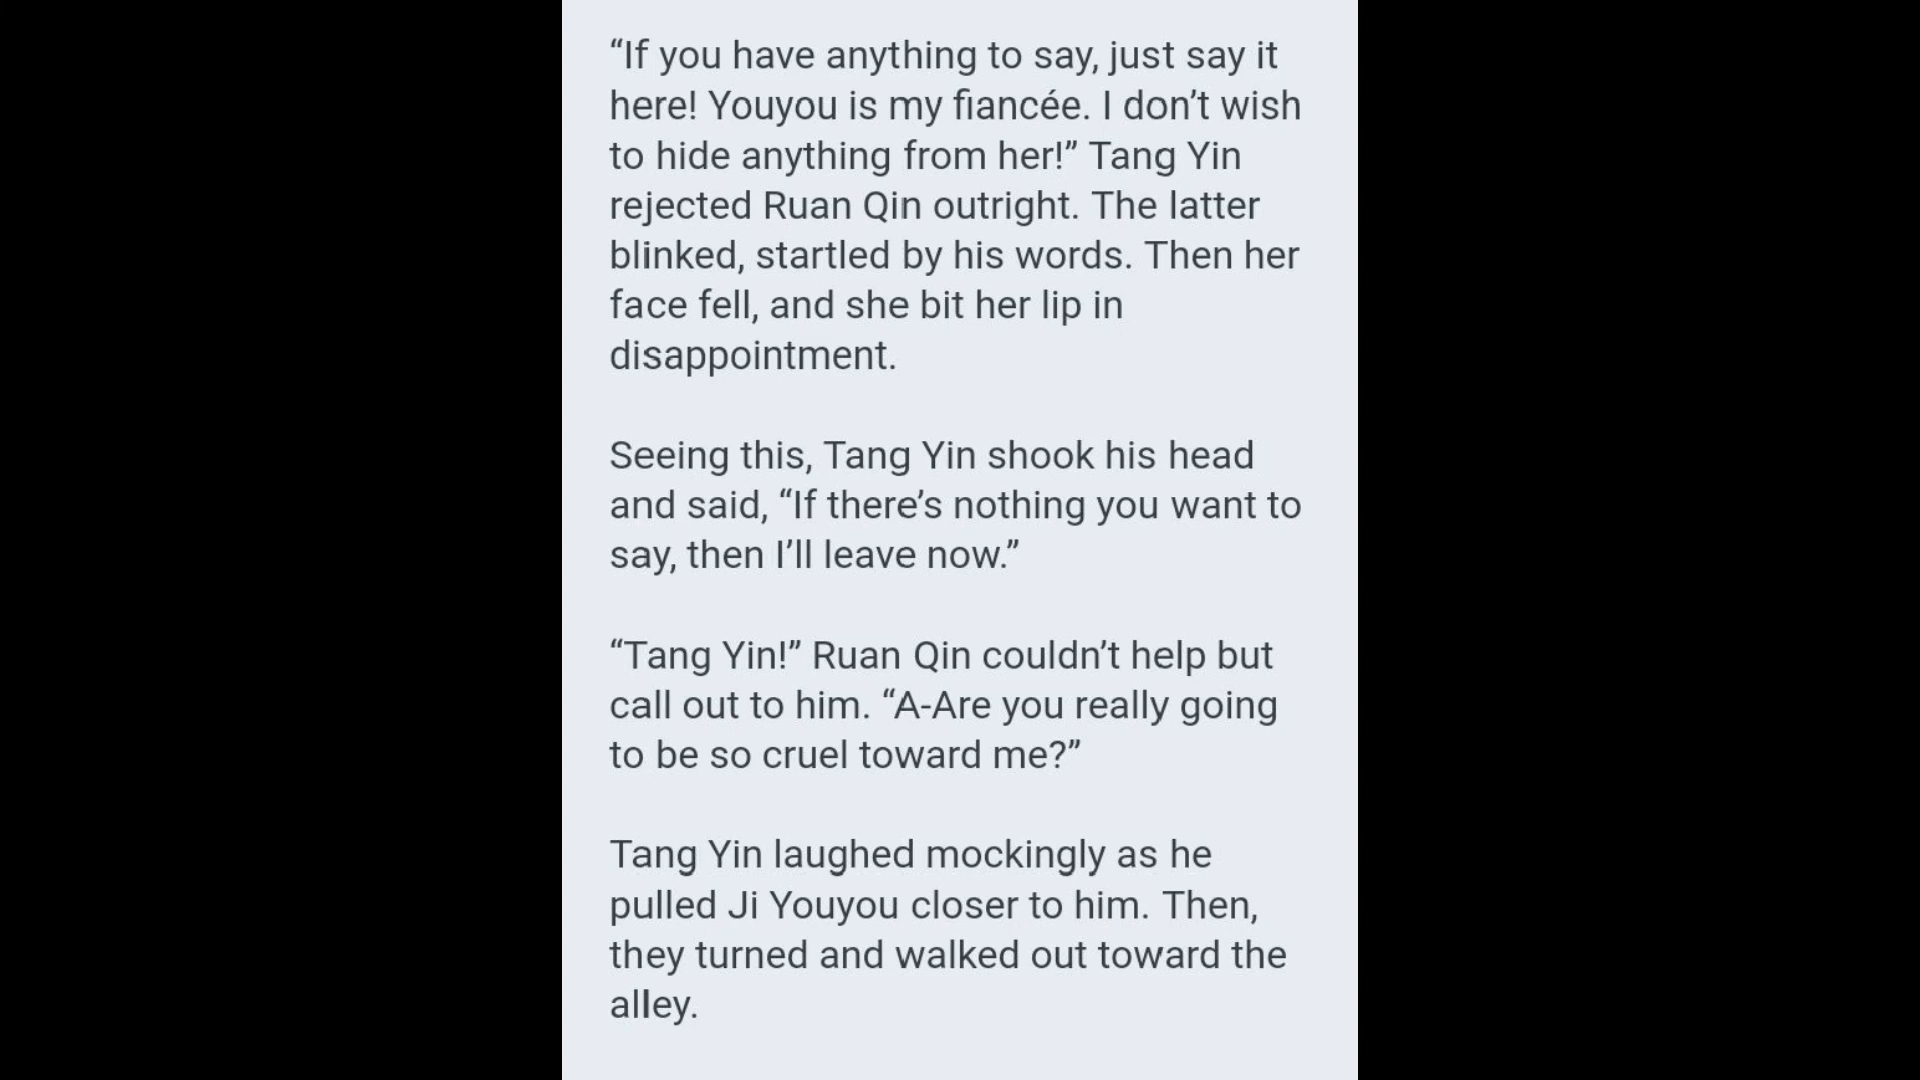 “If you have anything to say, just say it
here! Youyou is my fiancée. I don’t wish
to hide anything from her!” Tang Yin
rejected Ruan Qin outright. The latter
blinked, startled by his words. Then her
face fell, and she bit her lip in
disappointment.
Seeing this, Tang Yin shook his head
and said, “If there’s nothing you want to
say, then I’ll leave now.”
“Tang Yin!” Ruan Qin couldn’t help but
call out to him. “A-Are you really going
to be so cruel toward me?”
Tang Yin laughed mockingly as he
pulled Ji Youyou closer to him. Then,
they turned and walked out toward the
alley.